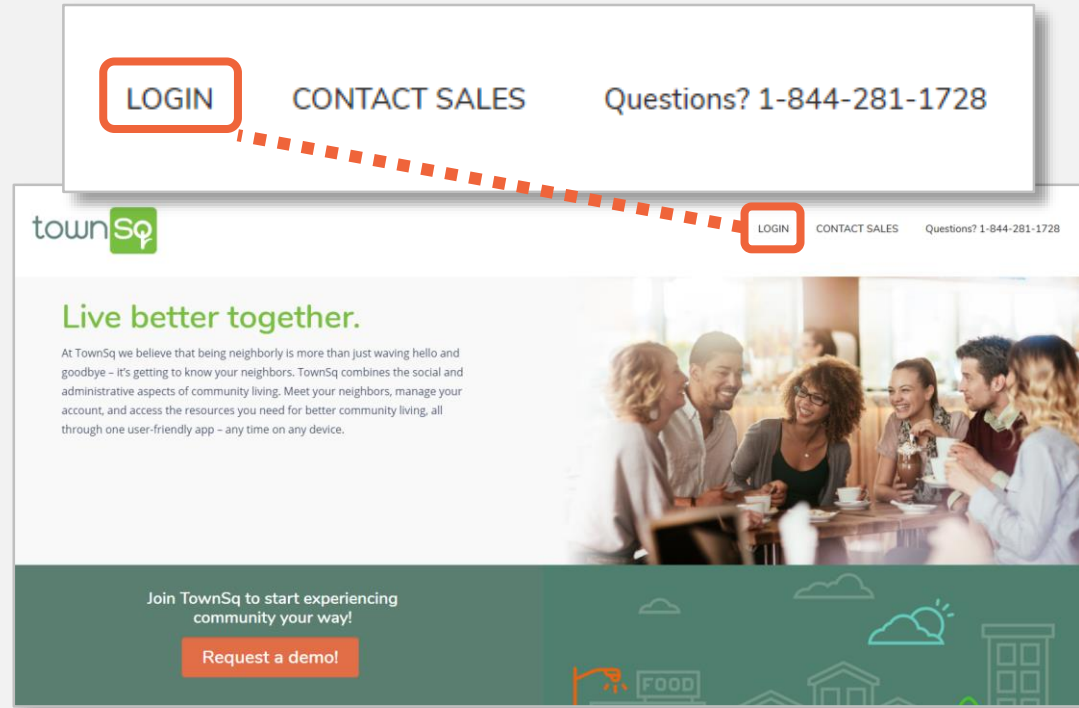 LOGIN CONTACT SALES Questions? 1-844-281-1728
town Sq LOGIN CONTACT SALES Questions? 1-844-281-1728
Live better together.
At TownSq we believe that being neighborly is more than just waving hello and
goodbye – it's getting to know your neighbors. TownSq combines the social and
administrative aspects of community living. Meet your neighbors, manage your
account, and access the resources you need for better community living, all
through one user-friendly app – any time on any device.
Join TownSq to start experiencing
community your way!
Request a demo!
FOOD